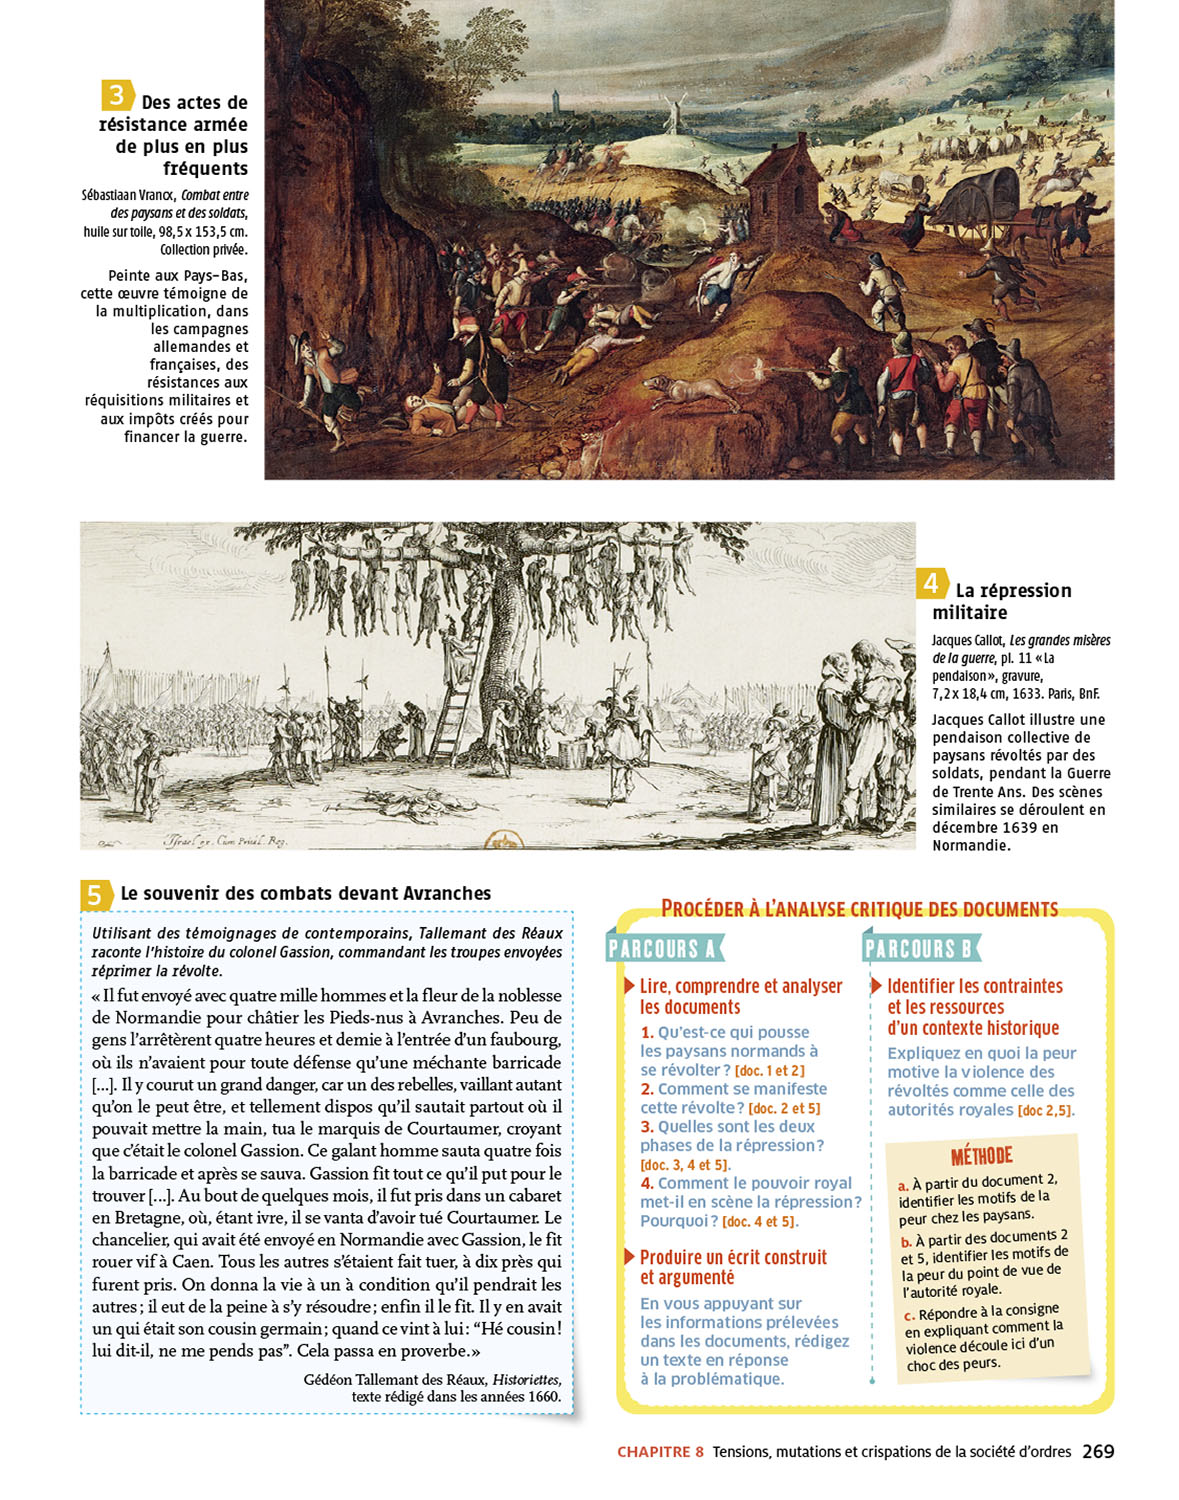 3 Des actes de
résistance armée
de plus en plus
fréquents
Sébastiaan Vrancx, Combat entre
des paysans et des soldats,
huile sur toile, 98,5 x 153,5 cm.
Collection privée.
Peinte aux Pays-Bas,
cette œuvre témoigne de
la multiplication, dans
les campagnes
allemandes et
françaises, des
résistances aux
réquisitions militaires et
aux impôts créés pour
financer la guerre.
Israel ex. Cum Privil. Reg.
4 La répression
militaire
Jacques Callot, Les grandes misères
de la guerre, pl. 11 « La
pendaison », gravure,
7,2 x 18,4 cm, 1633. Paris, BnF.
Jacques Callot illustre une
pendaison collective de
paysans révoltés par des
soldats, pendant la Guerre
de Trente Ans. Des scènes
similaires se déroulent en
décembre 1639 en
Normandie.
5 Le souvenir des combats devant Avranches
Utilisant des témoignages de contemporains, Tallemant des Réaux
raconte l'histoire du colonel Gassion, commandant les troupes envoyées
réprimer la révolte.
« Il fut envoyé avec quatre mille hommes et la fleur de la noblesse
de Normandie pour châtier les Pieds-nus à Avranches. Peu de
gens l'arrêtèrent quatre heures et demie à l'entrée d'un faubourg,
où ils n'avaient pour toute défense qu'une méchante barricade
[...]. Il y courut un grand danger, car un des rebelles, vaillant autant
qu'on le peut être, et tellement dispos qu'il sautait partout où il
pouvait mettre la main, tua le marquis de Courtaumer, croyant
que c'était le colonel Gassion. Ce galant homme sauta quatre fois
la barricade et après se sauva. Gassion fit tout ce qu'il put pour le
trouver [...]. Au bout de quelques mois, il fut pris dans un cabaret
en Bretagne, où, étant ivre, il se vanta d'avoir tué Courtaumer. Le
chancelier, qui avait été envoyé en Normandie avec Gassion, le fit
rouer vif à Caen. Tous les autres s'étaient fait tuer, à dix près qui
furent pris. On donna la vie à un à condition qu'il pendrait les
autres ; il eut de la peine à s'y résoudre ; enfin il le fit. Il y en avait
un qui était son cousin germain ; quand ce vint à lui : “Hé cousin !
lui dit-il, ne me pends pas”. Cela passa en proverbe. »
Gédéon Tallemant des Réaux, Historiettes,
texte rédigé dans les années 1660.
PROCÉDER À L'ANALYSE CRITIQUE DES DOCUMENTS
PARCOURS A
Lire, comprendre et analyser
les documents
1. Qu'est-ce qui pousse
les paysans normands à
se révolter ? [doc. 1 et 2]
2. Comment se manifeste
cette révolte ? [doc. 2 et 5]
3. Quelles sont les deux
phases de la répression ?
[doc. 3, 4 et 5].
4. Comment le pouvoir royal
met-il en scène la répression ?
Pourquoi ? [doc. 4 et 5].
Produire un écrit construit
et argumenté
En vous appuyant sur
les informations prélevées
dans les documents, rédigez
un texte en réponse
à la problématique.
PARCOURS B
Identifier les contraintes
et les ressources
d'un contexte historique
Expliquez en quoi la peur
motive la violence des
révoltés comme celle des
autorités royales [doc 2,5].
MÉTHODE
a. À partir du document 2,
identifier les motifs de la
peur chez les paysans.
b. À partir des documents 2
et 5, identifier les motifs de
la peur du point de vue de
l'autorité royale.
c. Répondre à la consigne
en expliquant comment la
violence découle ici d'un
choc des peurs.
CHAPITRE 8 Tensions, mutations et crispations de la société d'ordres 269